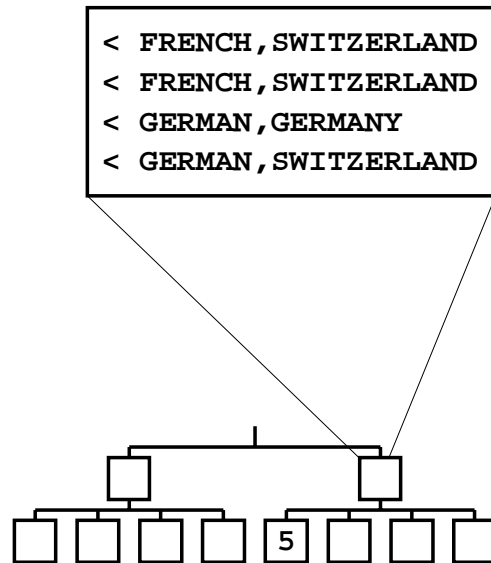 < FRENCH,SWITZERLAND
< FRENCH,SWITZERLAND
< GERMAN,GERMANY
< GERMAN,SWITZERLAND
5